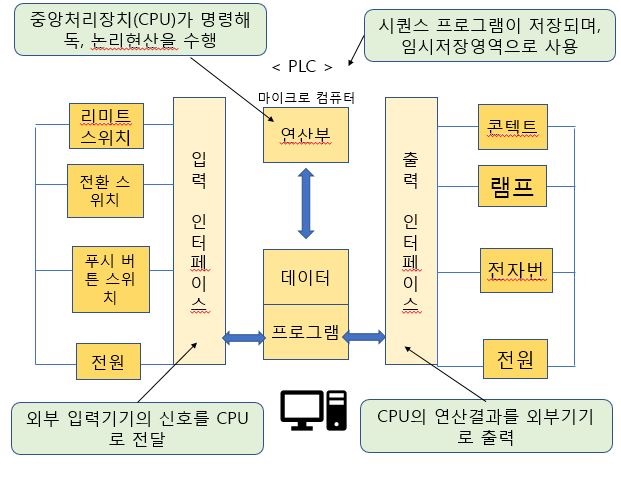 중앙처리장치(CPU)가 명령해
독, 논리현산을 수행
시퀀스 프로그램이 저장되며,
임시저장영역으로 사용
< PLC >
마이크로 컴퓨터
연산부
리미트
스위치
전환 스
위치
푸시 버
튼 스위
치
전원
입
력
인
터
페
이
스
데이터
프로그램
출
력
인
터
페
이
스
콘텍트
램프
전자번
전원
외부 입력기기의 신호를 CPU
로 전달
CPU의 연산결과를 외부기기
로 출력